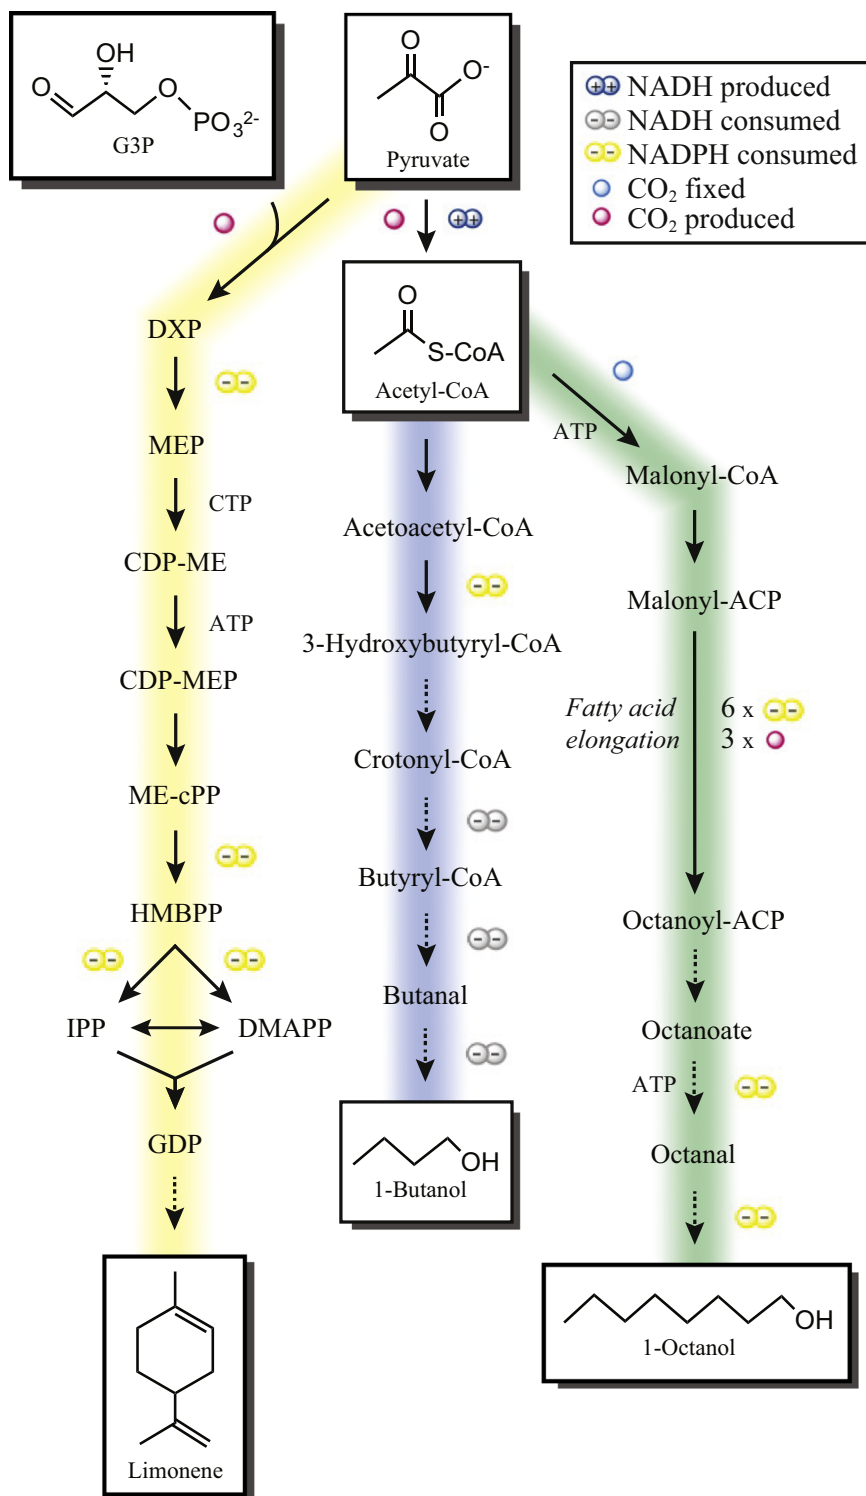 OH
O
O
PO₃²⁻
G3P
O
O⁻
O
Pyruvate
++ NADH produced
-- NADH consumed
-- NADPH consumed
CO₂ fixed
CO₂ produced
++
O
S-CoA
Acetyl-CoA
DXP
--
MEP
CTP
CDP-ME
ATP
CDP-MEP
ME-cPP
--
HMBPP
-- --
IPP DMAPP
GDP
Limonene
Acetoacetyl-CoA
--
3-Hydroxybutyryl-CoA
Crotonyl-CoA
--
Butyryl-CoA
--
Butanal
--
OH
1-Butanol
ATP
Malonyl-CoA
Malonyl-ACP
Fatty acid 6 x --
elongation 3 x
Octanoyl-ACP
Octanoate
ATP --
Octanal
--
OH
1-Octanol